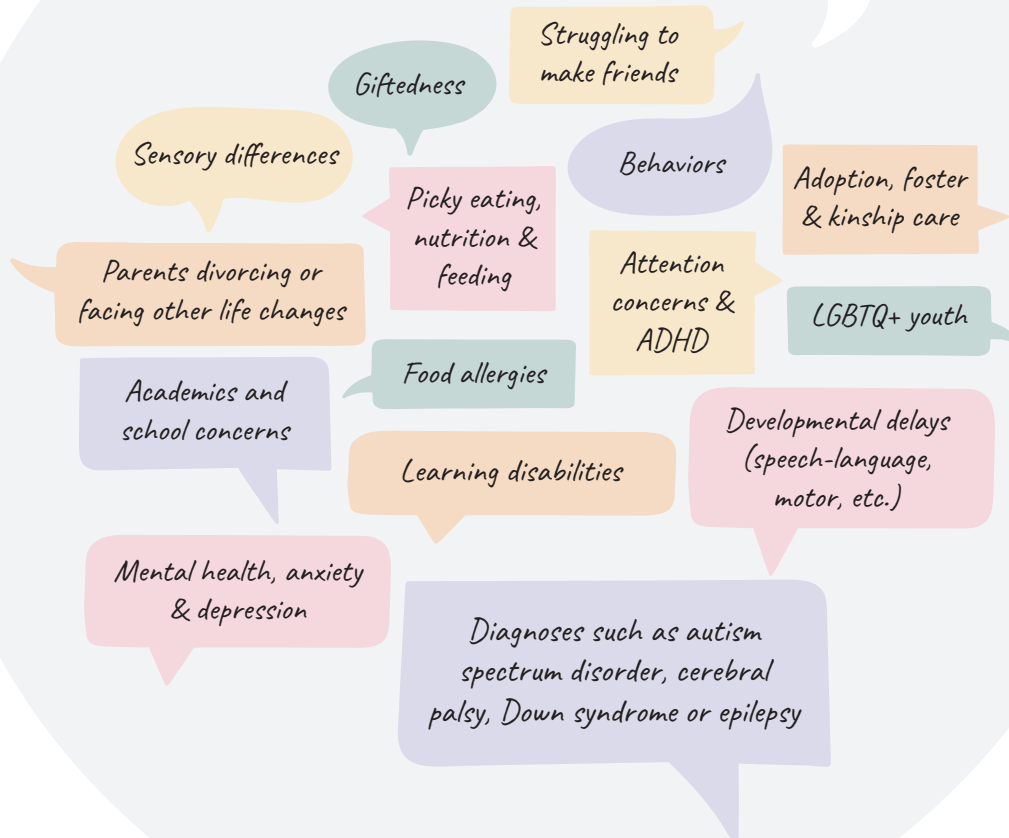 Struggling to
make friends
Giftedness
Sensory differences
Behaviors
Picky eating,
nutrition &
feeding
Adoption, foster
& kinship care
Attention
concerns &
ADHD
Parents divorcing or
facing other life changes
LGBTQ+ youth
Food allergies
Academics and
school concerns
Learning disabilities
Developmental delays
(speech-language,
motor, etc.)
Mental health, anxiety
& depression
Diagnoses such as autism
spectrum disorder, cerebral
palsy, Down syndrome or epilepsy